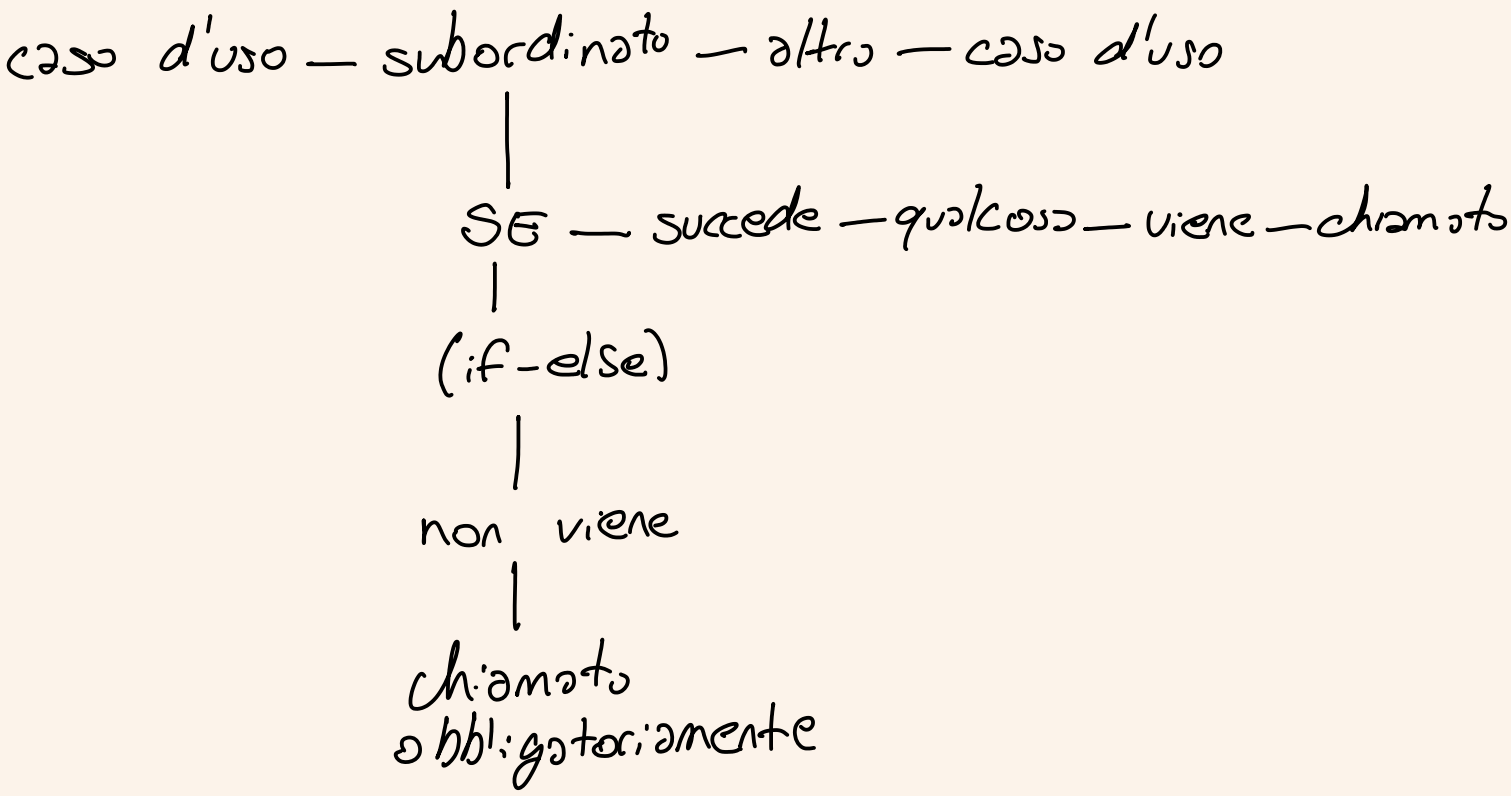 caso d'uso — subordinato — altro — caso d'uso
SE — succede — qualcosa — viene — chiamato
(if-else)
non viene
chiamato
obbligatoriamente